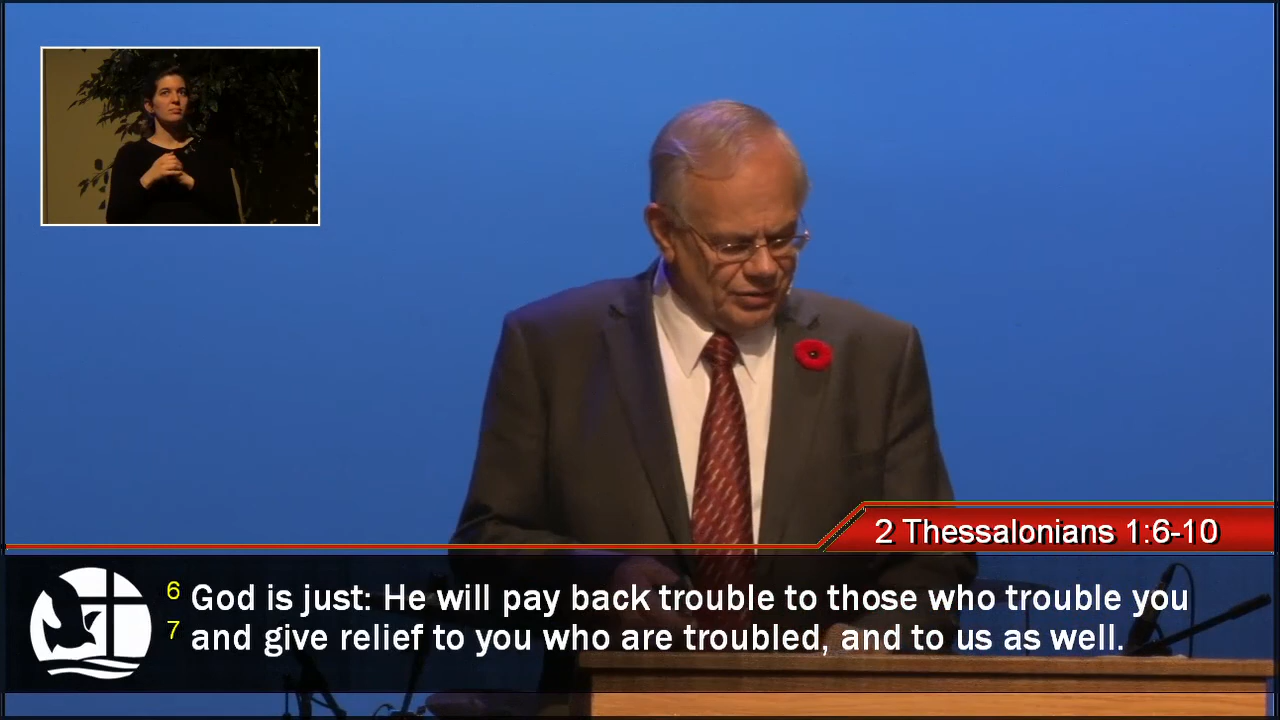 2 Thessalonians 1:6-10
6 God is just: He will pay back trouble to those who trouble you
7 and give relief to you who are troubled, and to us as well.